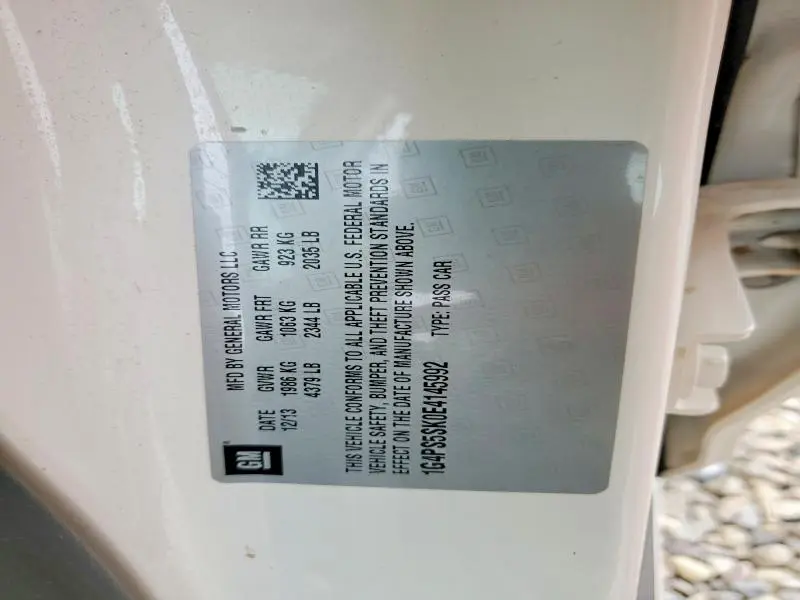 GM
MFD BY GENERAL MOTORS LLC
DATE GVWR GAWR FRT GAWR RR
12/13 1986 KG 1063 KG 923 KG
4379 LB 2344 LB 2035 LB
THIS VEHICLE CONFORMS TO ALL APPLICABLE U.S. FEDERAL MOTOR
VEHICLE SAFETY, BUMPER, AND THEFT PREVENTION STANDARDS IN
EFFECT ON THE DATE OF MANUFACTURE SHOWN ABOVE.
1G4PS5SK0E4145992 TYPE: PASS CAR